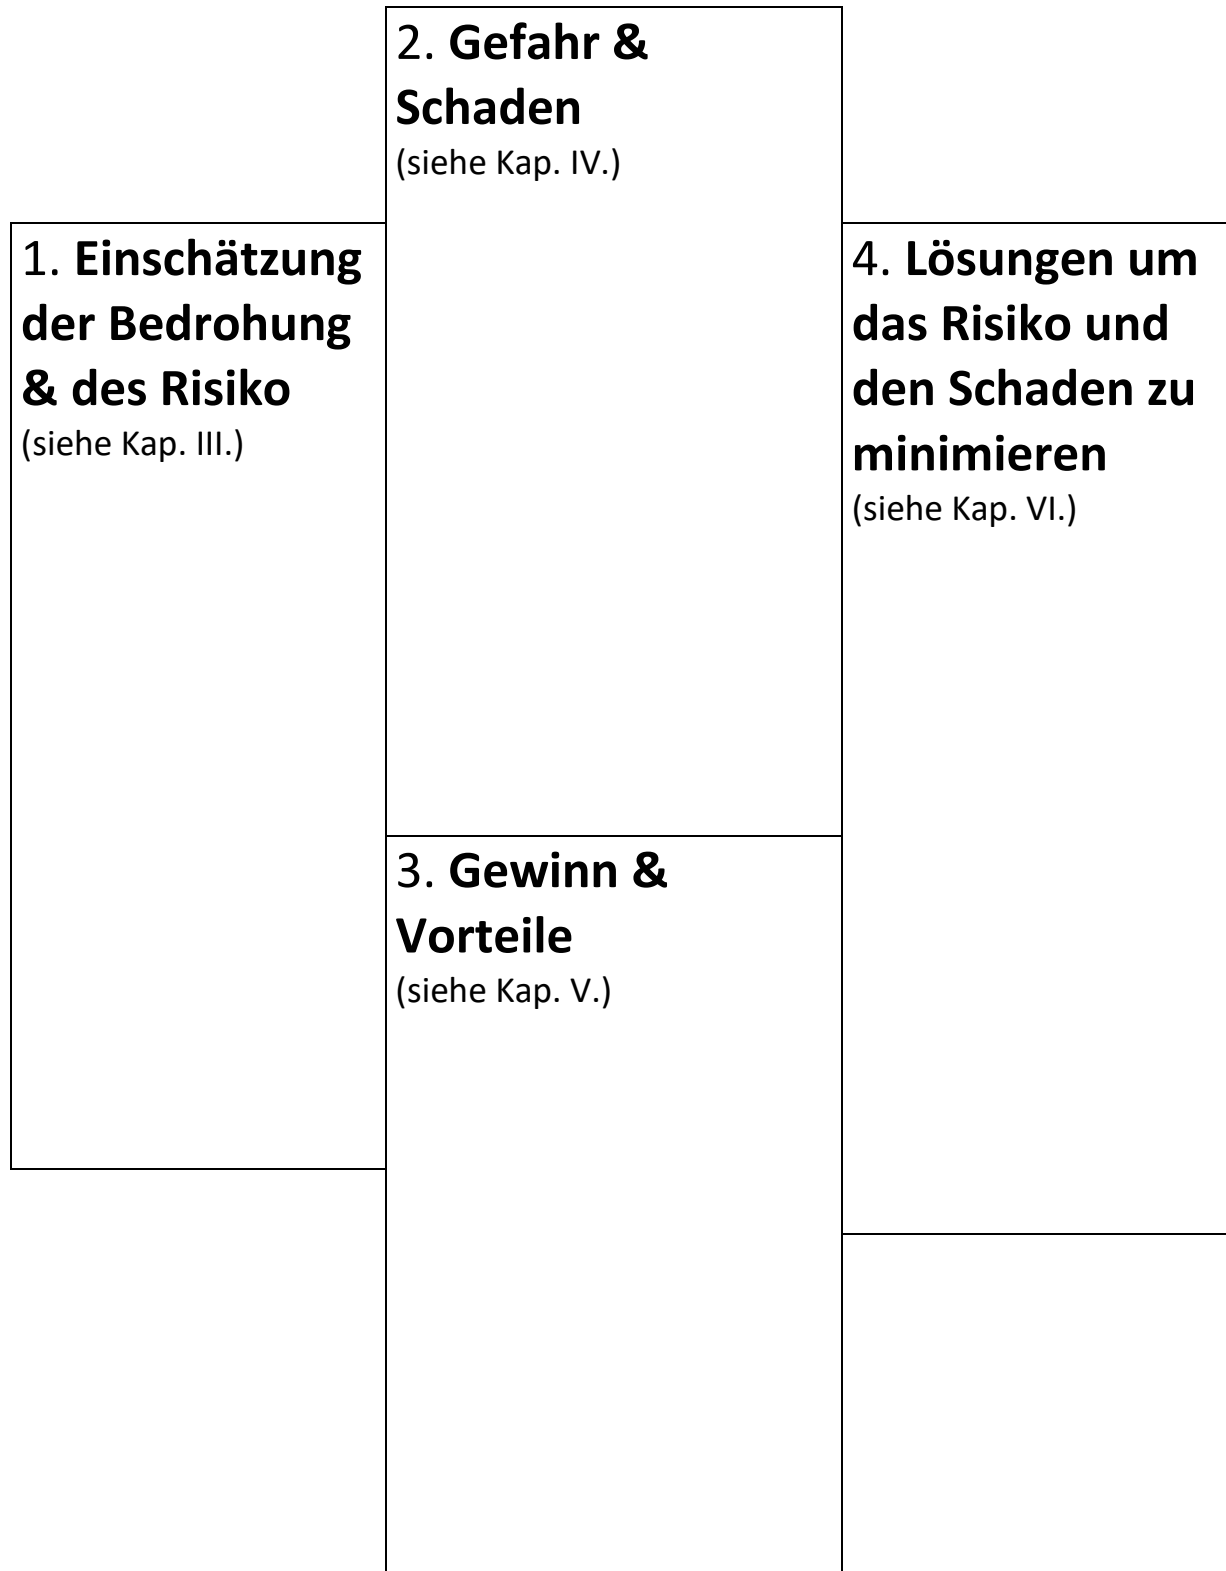 2. Gefahr &
Schaden
(siehe Kap. IV.)
1. Einschätzung
der Bedrohung
& des Risiko
(siehe Kap. III.)
4. Lösungen um
das Risiko und
den Schaden zu
minimieren
(siehe Kap. VI.)
3. Gewinn &
Vorteile
(siehe Kap. V.)